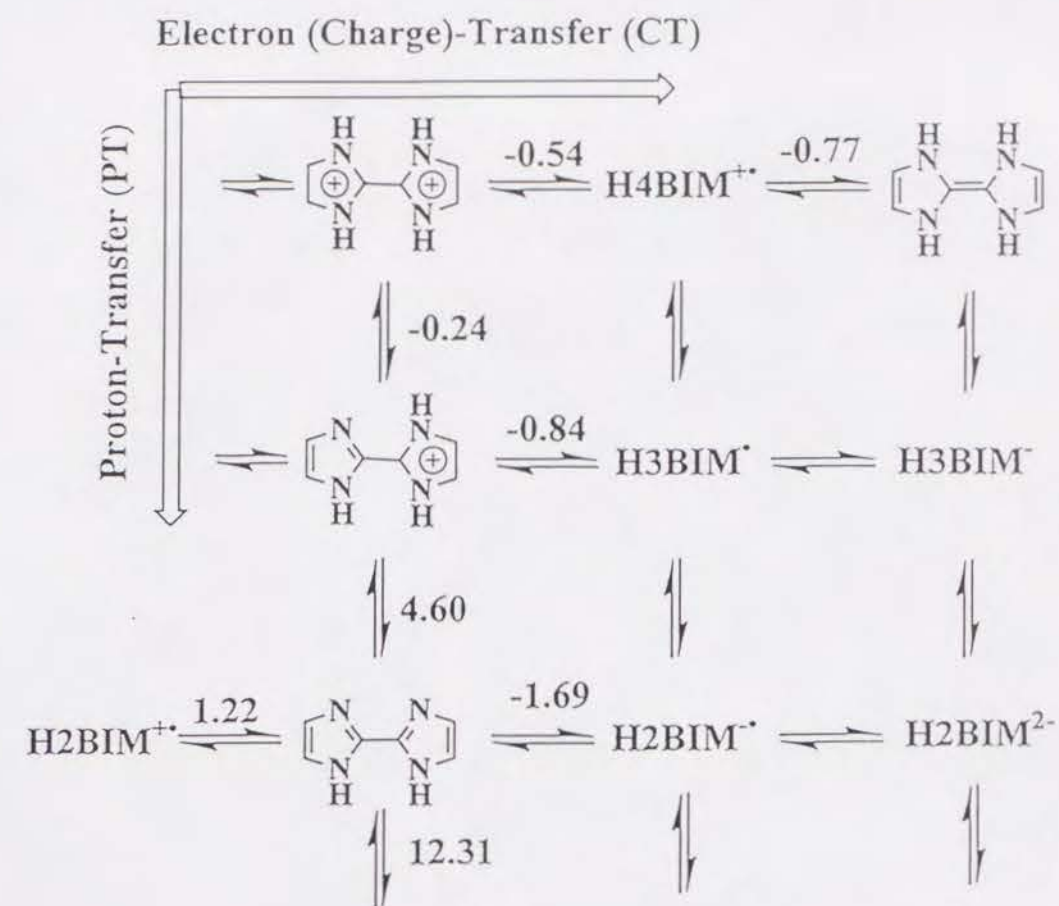 Electron (Charge)-Transfer (CT)
Proton-Transfer (PT)
H H
N N
⊕ ⊕
N N
H H
-0.54
H4BIM⁺•
-0.77
H H
N N
N N
H H
-0.24
H
N N
⊕
N N
H H
-0.84
H3BIM•
H3BIM⁻
4.60
H2BIM⁺•
1.22
N N
N N
H H
-1.69
H2BIM⁻•
H2BIM²⁻
12.31